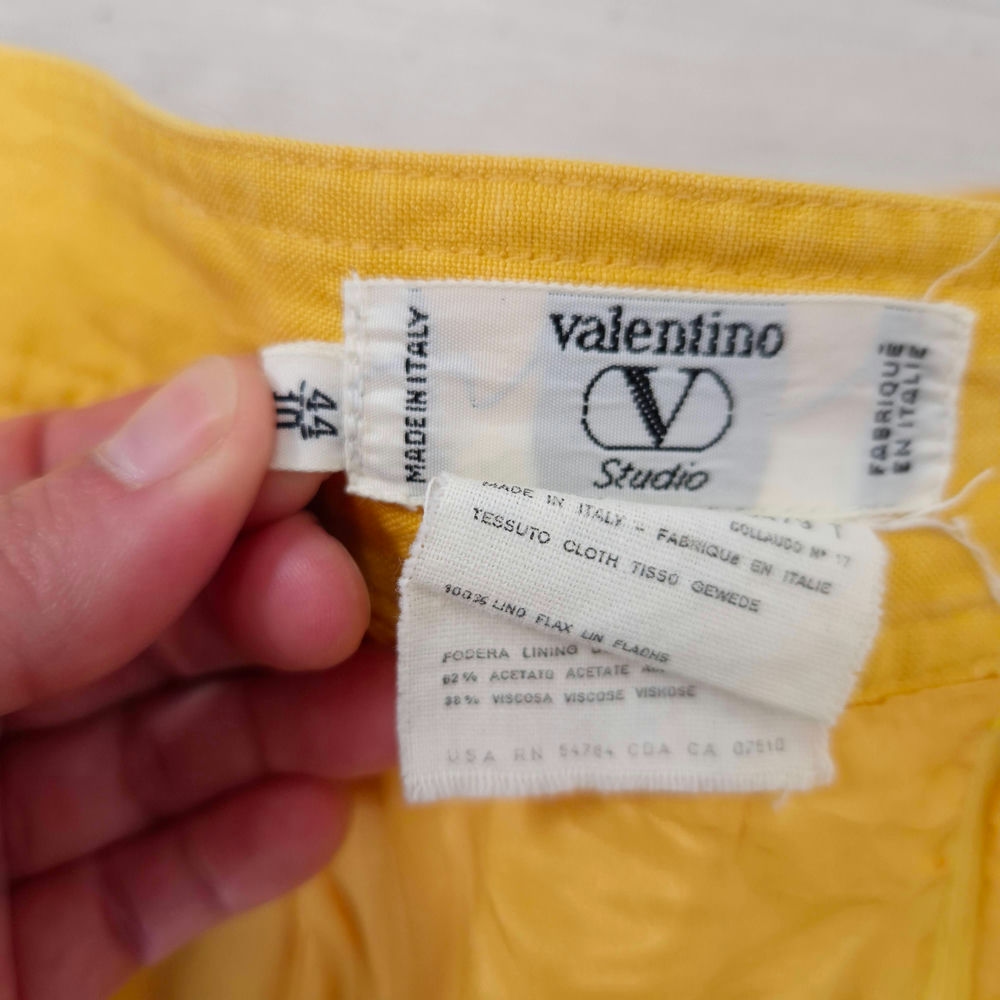 44
10
MADE IN ITALY
valentino
V
Studio
FABRIQUÉ
EN ITALIE
COLLAUDO Nº 17
MADE IN ITALY - FABRIQUÉ EN ITALIE
TESSUTO CLOTH TISSO GEWEDE
100% LINO FLAX LIN FLACHS
FODERA LINING
62% ACETATO ACETATE
38% VISCOSA VISCOSE VISKOSE
USA RN 54784 CDA CA 07510